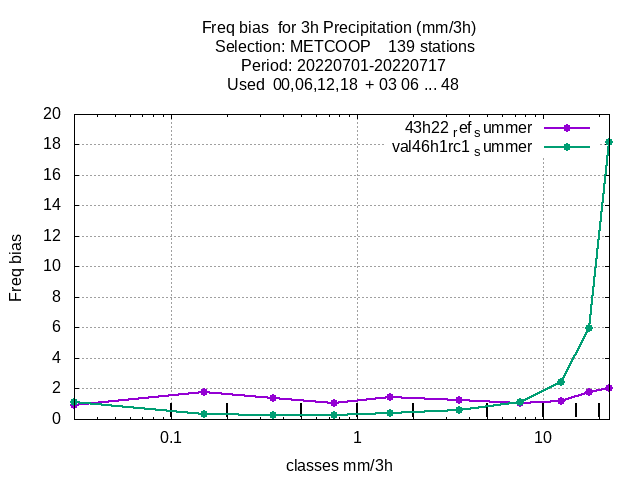 Freq bias  for 3h Precipitation (mm/3h)
Selection: METCOOP    139 stations
Period: 20220701-20220717
Used  00,06,12,18  + 03 06 ... 48
43h22 ref summer
val46h1rc1 summer
20
18
16
14
12
10
8
6
4
2
0
Freq bias
0.1
1
10
classes mm/3h